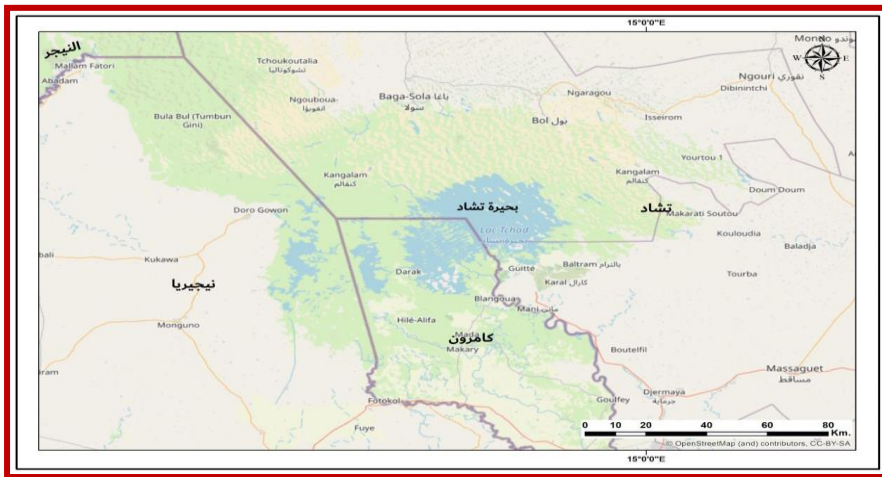 15°0'0"E
النيجر
Mallam Fatori
Abadam
Tchoukoutalia
تشوكوتاليا
Mondo موندو
N
W E
S
Ngouri نقوري
Dibinintchi
Ngouboua-
انغوبوا
Baga-Sola باغا
سولا
Ngaragou
Bol بول
Isseirom
Bula Bul (Tumbun
Gini)
Yourtou 1
Kangalam
كنغالم
Kangalam
كنغالم
Doum Doum
Doro Gowon
بحيرة تشاد
تشاد
Makarati Soutou
Lac Tchad
بحيرة تشاد
Kouloudia
Baladja
Kukawa
نيجيريا
Darak
Guitté
Baltram بالترام
Karal كارال
Tourba
Blangoua
Mani ماني
Monguno
Hilé-Alifa
Mada
كامرون
Makary
Boutelfil
Massaguet
مساقط
Djermaya
جرماية
Goulfey
Fotokol
Fuye
0 10 20 40 60 80
Km.
© OpenStreetMap (and) contributors, CC-BY-SA
15°0'0"E